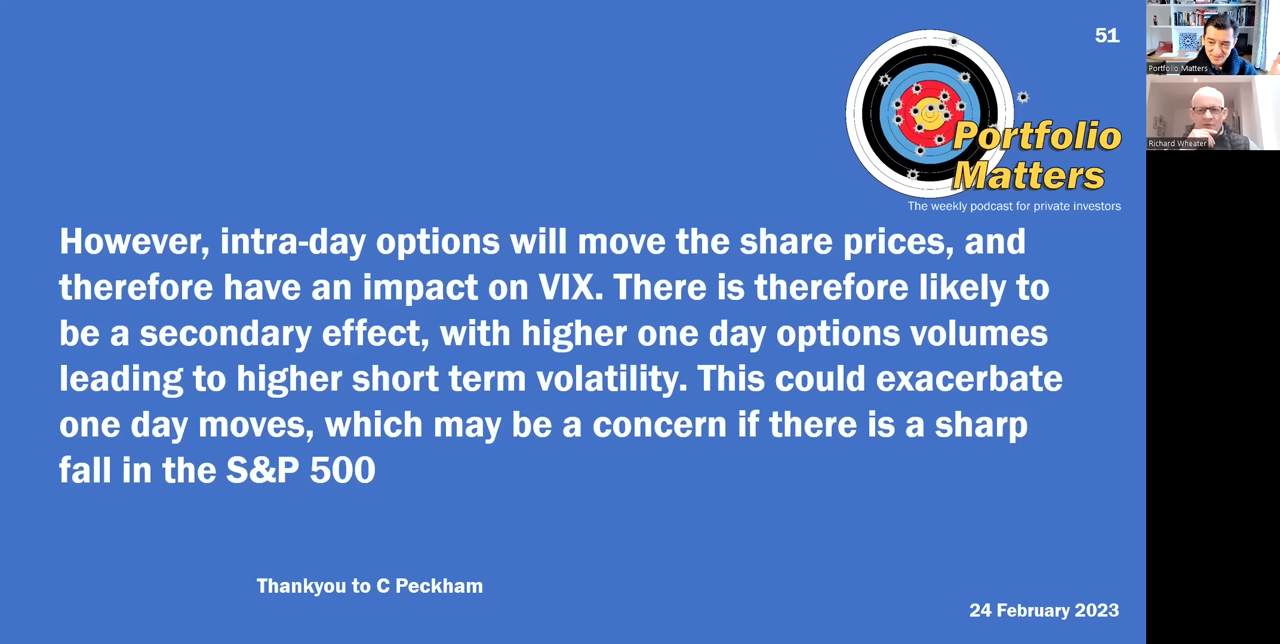 51
Portfolio Matters
Richard Wheater
Portfolio
Matters
The weekly podcast for private investors
However, intra-day options will move the share prices, and
therefore have an impact on VIX. There is therefore likely to
be a secondary effect, with higher one day options volumes
leading to higher short term volatility. This could exacerbate
one day moves, which may be a concern if there is a sharp
fall in the S&P 500
Thankyou to C Peckham
24 February 2023